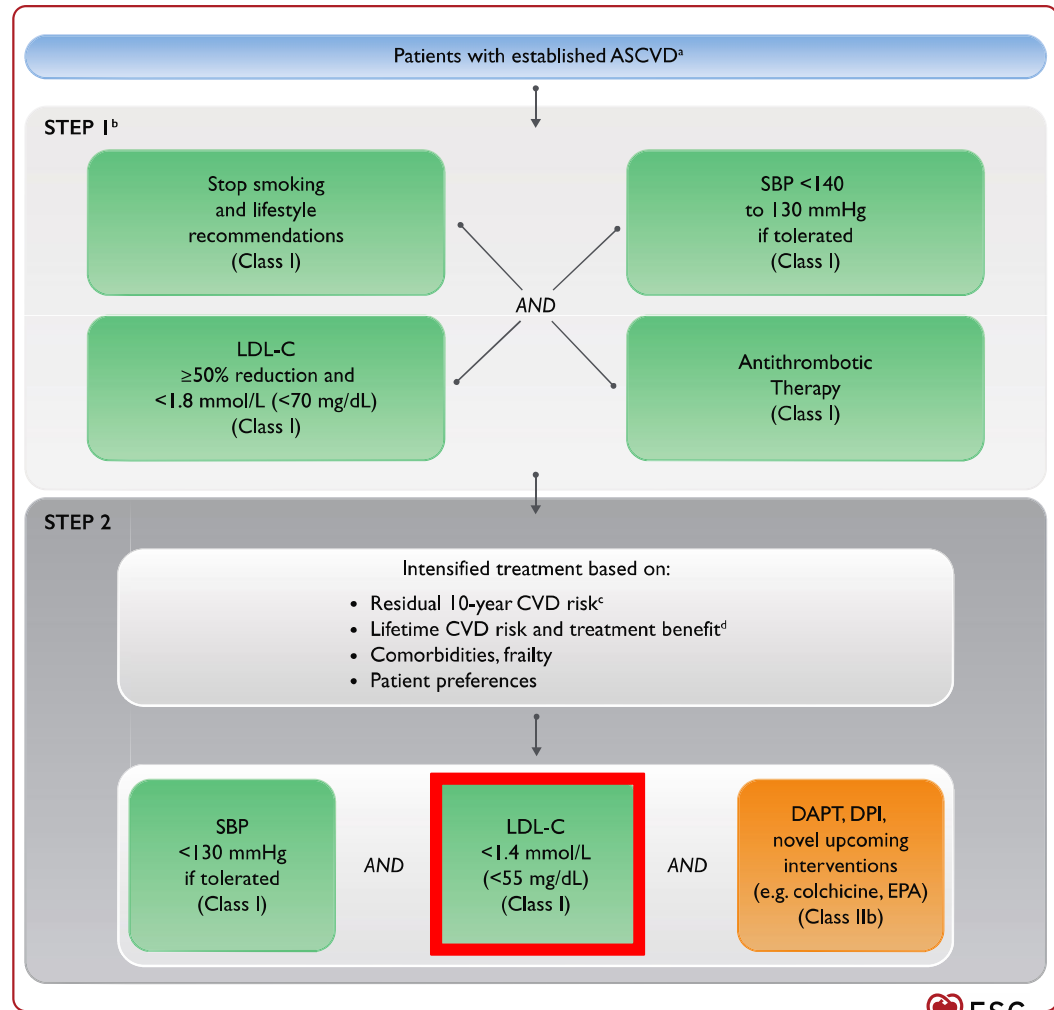 Patients with established ASCVDᵃ
STEP 1ᵇ
Stop smoking
and lifestyle
recommendations
(Class I)
SBP <140
to 130 mmHg
if tolerated
(Class I)
AND
LDL-C
≥50% reduction and
<1.8 mmol/L (<70 mg/dL)
(Class I)
Antithrombotic
Therapy
(Class I)
STEP 2
Intensified treatment based on:
• Residual 10-year CVD riskᶜ
• Lifetime CVD risk and treatment benefitᵈ
• Comorbidities, frailty
• Patient preferences
SBP
<130 mmHg
if tolerated
(Class I)
AND
LDL-C
<1.4 mmol/L
(<55 mg/dL)
(Class I)
AND
DAPT, DPI,
novel upcoming
interventions
(e.g. colchicine, EPA)
(Class IIb)
ESC